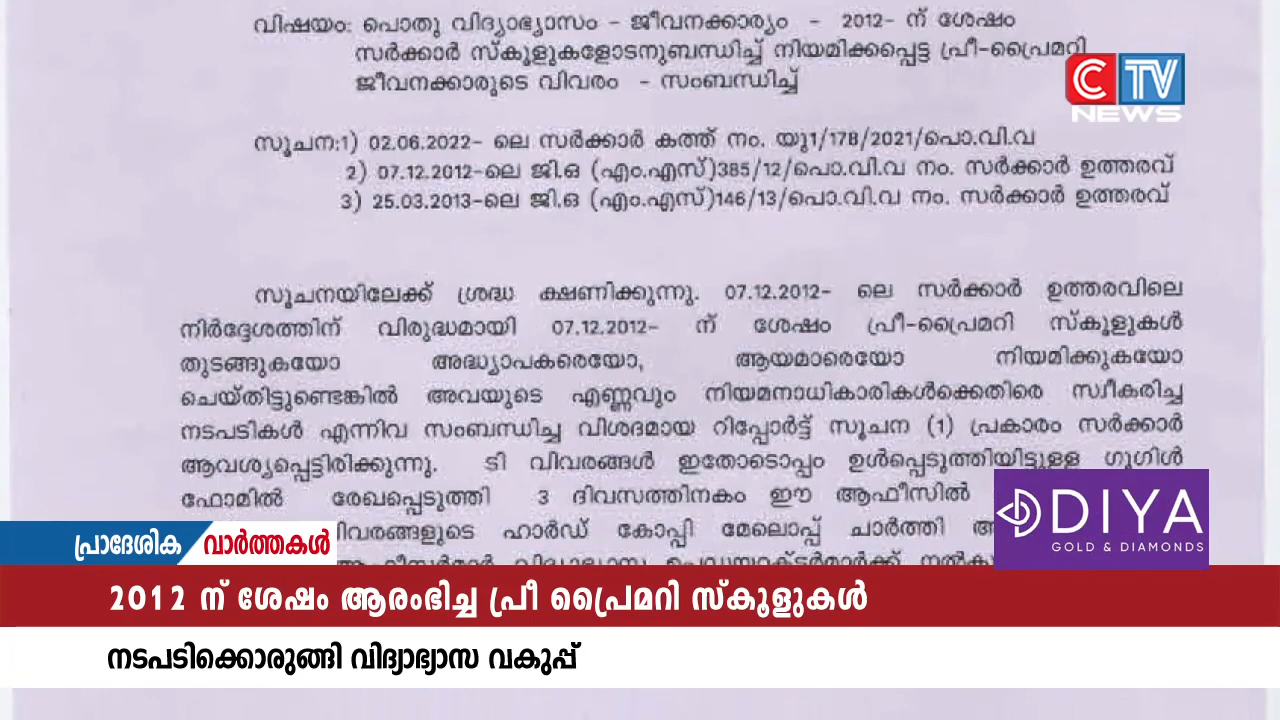 വിഷയം: പൊതു വിദ്യാഭ്യാസം - ജീവനക്കാര്യം - 2012- ന് ശേഷം
സർക്കാർ സ്കൂളുകളോടനുബന്ധിച്ച് നിയമിക്കപ്പെട്ട പ്രീ-പ്രൈമറി
ജീവനക്കാരുടെ വിവരം - സംബന്ധിച്ച്
CTV
NEWS
സൂചന:1) 02.06.2022- ലെ സർക്കാർ കത്ത് നം. യു1/178/2021/പൊ.വി.വ
2) 07.12.2012-ലെ ജി.ഒ (എം.എസ്)385/12/പൊ.വി.വ നം. സർക്കാർ ഉത്തരവ്
3) 25.03.2013-ലെ ജി.ഒ (എം.എസ്)146/13/പൊ.വി.വ നം. സർക്കാർ ഉത്തരവ്
സൂചനയിലേക്ക് ശ്രദ്ധ ക്ഷണിക്കുന്നു. 07.12.2012- ലെ സർക്കാർ ഉത്തരവിലെ
നിർദ്ദേശത്തിന് വിരുദ്ധമായി 07.12.2012- ന് ശേഷം പ്രീ-പ്രൈമറി സ്കൂളുകൾ
തുടങ്ങുകയോ അദ്ധ്യാപകരെയോ, ആയമാരെയോ നിയമിക്കുകയോ
ചെയ്തിട്ടുണ്ടെങ്കിൽ അവയുടെ എണ്ണവും നിയമനാധികാരികൾക്കെതിരെ സ്വീകരിച്ച
നടപടികൾ എന്നിവ സംബന്ധിച്ച വിശദമായ റിപ്പോർട്ട് സൂചന (1) പ്രകാരം സർക്കാർ
ആവശ്യപ്പെട്ടിരിക്കുന്നു. ടി വിവരങ്ങൾ ഇതോടൊപ്പം ഉൾപ്പെടുത്തിയിട്ടുള്ള ഗൂഗിൾ
ഫോമിൽ രേഖപ്പെടുത്തി 3 ദിവസത്തിനകം ഈ ആഫീസിൽ
ഹാർഡ് കോപ്പി മേലൊപ്പ് ചാർത്തി
DIYA
GOLD & DIAMONDS
പ്രാദേശിക വാർത്തകൾ
2012 ന് ശേഷം ആരംഭിച്ച പ്രീ പ്രൈമറി സ്കൂളുകൾ
നടപടിക്കൊരുങ്ങി വിദ്യാഭ്യാസ വകുപ്പ്